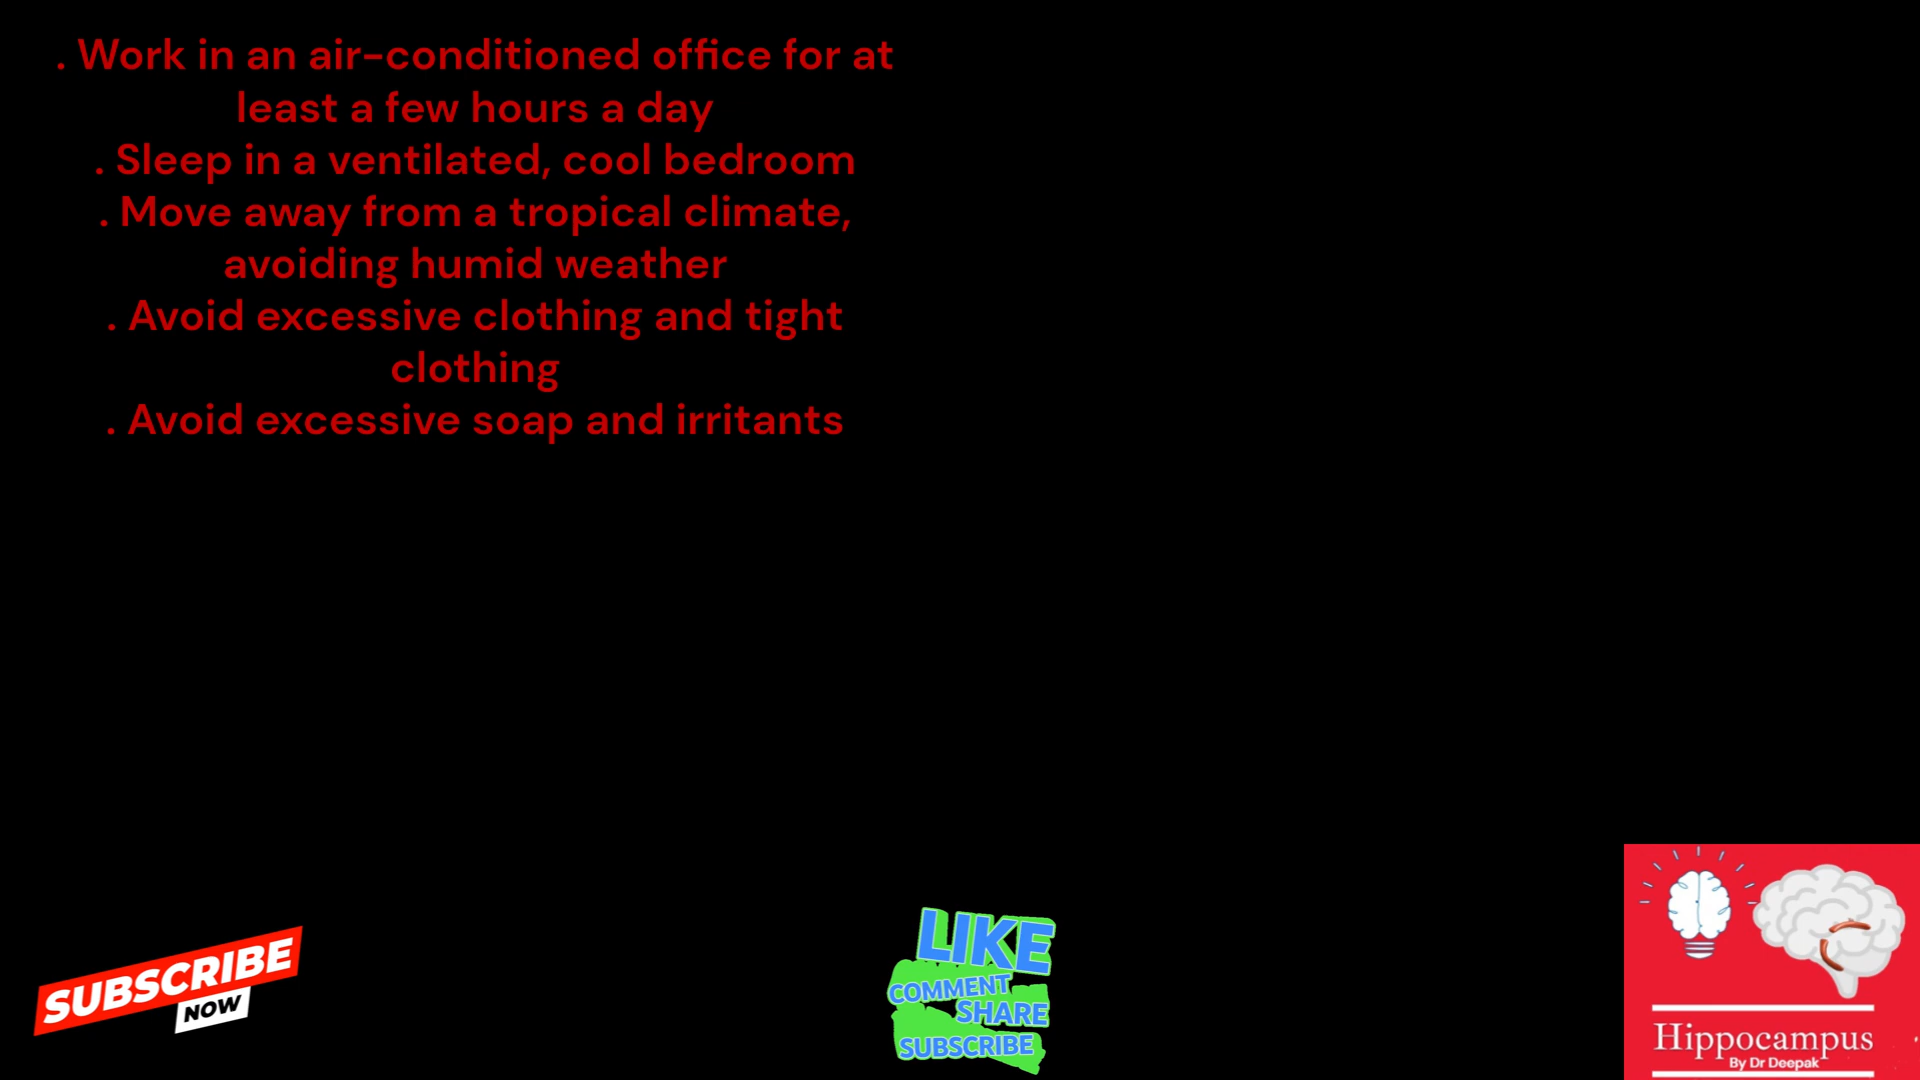 . Work in an air-conditioned office for at
least a few hours a day
. Sleep in a ventilated, cool bedroom
. Move away from a tropical climate,
avoiding humid weather
. Avoid excessive clothing and tight
clothing
. Avoid excessive soap and irritants
SUBSCRIBE
NOW
LIKE
COMMENT
SHARE
SUBSCRIBE
Hippocampus
By Dr Deepak